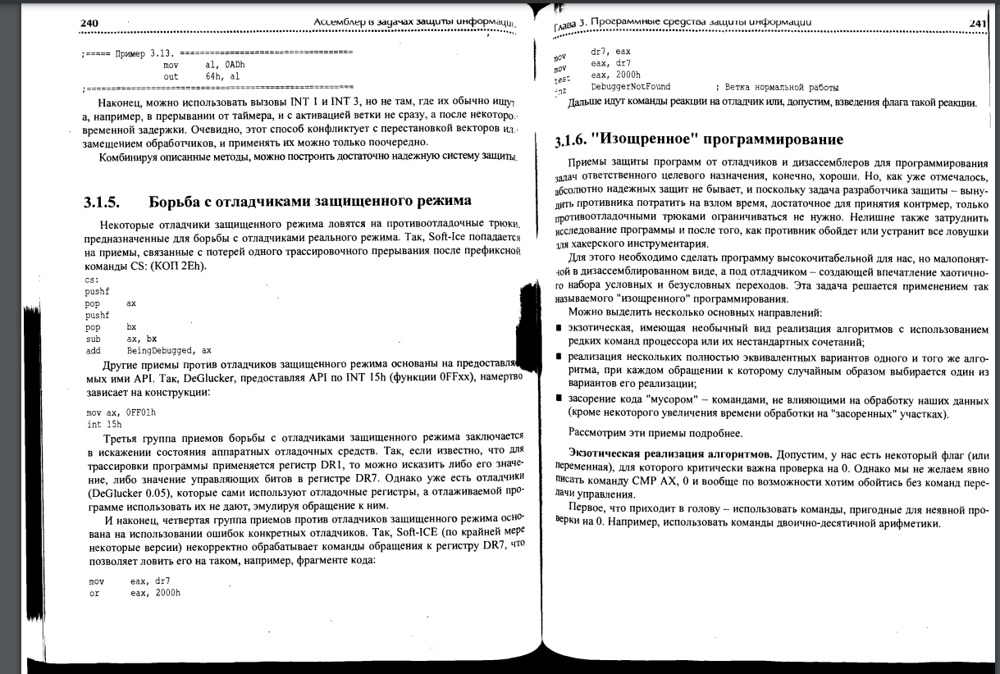 240
Ассемблер в задачах защиты информации
;===== Пример 3.13. ================================
mov al, 0ADh
out 64h, al
;=================================================
Наконец, можно использовать вызовы INT 1 и INT 3, но не там, где их обычно ищут
а, например, в прерывании от таймера, и с активацией ветки не сразу, а после некоторо
временной задержки. Очевидно, этот способ конфликтует с перестановкой векторов ил
замещением обработчиков, и применять их можно только поочередно.
Комбинируя описанные методы, можно построить достаточно надежную систему защиты.
3.1.5. Борьба с отладчиками защищенного режима
Некоторые отладчики защищенного режима ловятся на противоотладочные трюки,
предназначенные для борьбы с отладчиками реального режима. Так, Soft-Ice попадается
на приемы, связанные с потерей одного трассировочного прерывания после префиксной
команды CS: (КОП 2Eh).
cs:
pushf
pop ax
pushf
pop bx
sub ax, bx
add BeingDebugged, ax
Другие приемы против отладчиков защищенного режима основаны на предоставляе
мых ими API. Так, DeGlucker, предоставляя API по INT 15h (функции 0FFxx), намертво
зависает на конструкции:
mov ax, 0FF01h
int 15h
Третья группа приемов борьбы с отладчиками защищенного режима заключается
в искажении состояния аппаратных отладочных средств. Так, если известно, что для
трассировки программы применяется регистр DR1, то можно исказить либо его значе-
ние, либо значение управляющих битов в регистре DR7. Однако уже есть отладчики
(DeGlucker 0.05), которые сами используют отладочные регистры, а отлаживаемой про-
грамме использовать их не дают, эмулируя обращение к ним.
И наконец, четвертая группа приемов против отладчиков защищенного режима осно-
вана на использовании ошибок конкретных отладчиков. Так, Soft-ICE (по крайней мере
некоторые версии) некорректно обрабатывает команды обращения к регистру DR7, что
позволяет ловить его на таком, например, фрагменте кода:
mov eax, dr7
or eax, 2000h
Глава 3. Программные средства защиты информации
241
mov dr7, eax
mov eax, dr7
test eax, 2000h
jnz DebuggerNotFound ; Ветка нормальной работы
Дальше идут команды реакции на отладчик или, допустим, взведения флага такой реакции.
3.1.6. "Изощренное" программирование
Приемы защиты программ от отладчиков и дизассемблеров для программирования
задач ответственного целевого назначения, конечно, хороши. Но, как уже отмечалось,
абсолютно надежных защит не бывает, и поскольку задача разработчика защиты – выну-
дить противника потратить на взлом время, достаточное для принятия контрмер, только
противоотладочными трюками ограничиваться не нужно. Нелишне также затруднить
исследование программы и после того, как противник обойдет или устранит все ловушки
для хакерского инструментария.
Для этого необходимо сделать программу высокочитабельной для нас, но малопонят-
ной в дизассемблированном виде, а под отладчиком – создающей впечатление хаотично-
го набора условных и безусловных переходов. Эта задача решается применением так
называемого "изощренного" программирования.
Можно выделить несколько основных направлений:
■ экзотическая, имеющая необычный вид реализация алгоритмов с использованием
редких команд процессора или их нестандартных сочетаний;
■ реализация нескольких полностью эквивалентных вариантов одного и того же алго-
ритма, при каждом обращении к которому случайным образом выбирается один из
вариантов его реализации;
■ засорение кода "мусором" – командами, не влияющими на обработку наших данных
(кроме некоторого увеличения времени обработки на "засоренных" участках).
Рассмотрим эти приемы подробнее.
Экзотическая реализация алгоритмов. Допустим, у нас есть некоторый флаг (или
переменная), для которого критически важна проверка на 0. Однако мы не желаем явно
писать команду CMP AX, 0 и вообще по возможности хотим обойтись без команд пере-
дачи управления.
Первое, что приходит в голову – использовать команды, пригодные для неявной про-
верки на 0. Например, использовать команды двоично-десятичной арифметики.